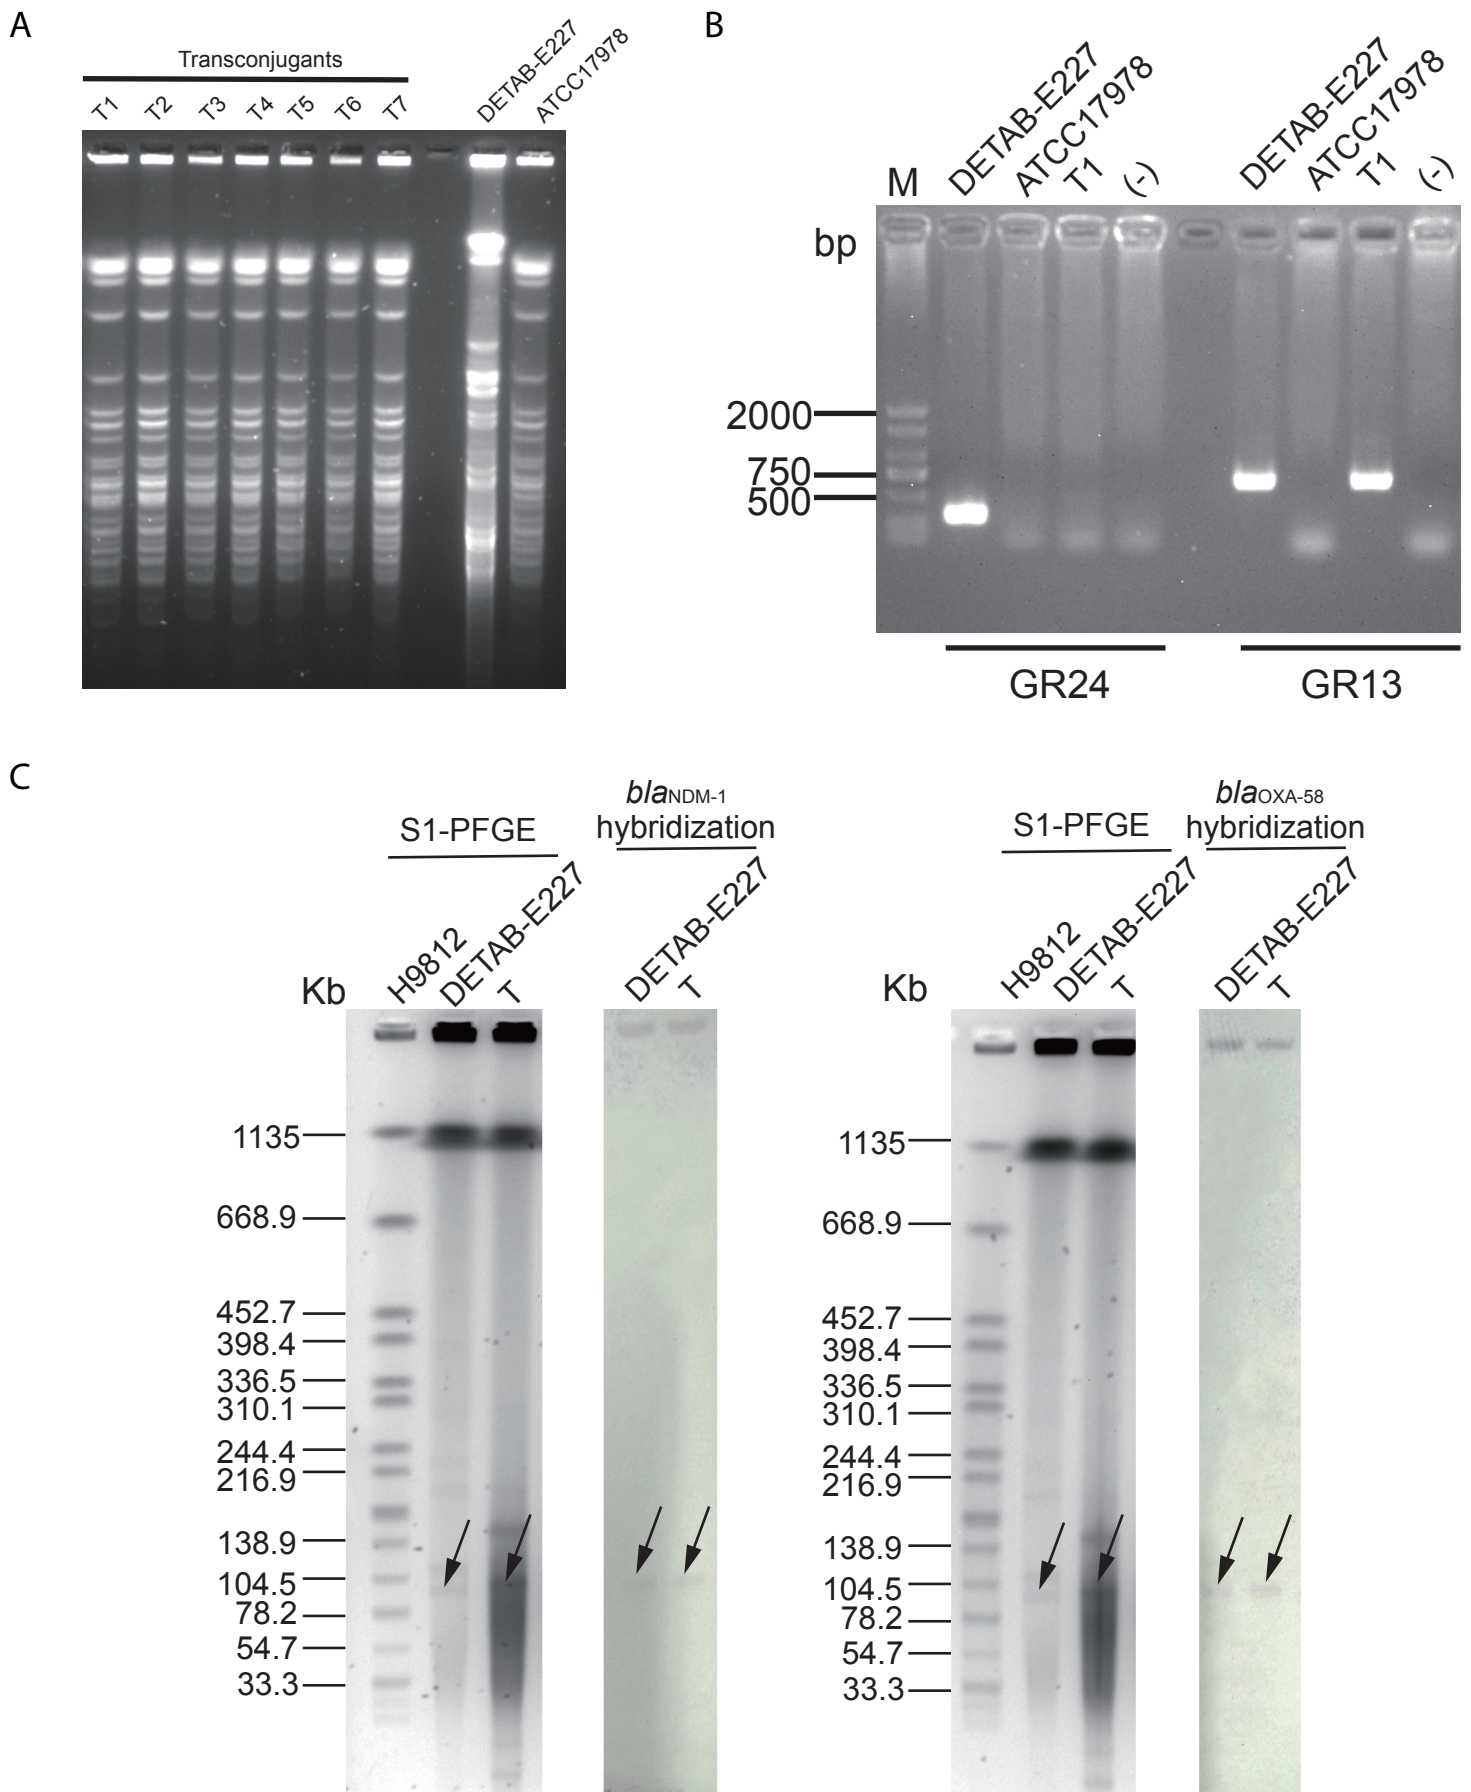 A
Transconjugants
T1 T2 T3 T4 T5 T6 T7 DETAB-E227 ATCC17978
B
M DETAB-E227 ATCC17978 T1 (-) DETAB-E227 ATCC17978 T1 (-)
bp
2000
750
500
GR24 GR13
C
S1-PFGE
blaNDM-1
hybridization
Kb H9812 DETAB-E227 T DETAB-E227 T
1135
668.9
452.7
398.4
336.5
310.1
244.4
216.9
138.9
104.5
78.2
54.7
33.3
S1-PFGE
blaOXA-58
hybridization
Kb H9812 DETAB-E227 T DETAB-E227 T
1135
668.9
452.7
398.4
336.5
310.1
244.4
216.9
138.9
104.5
78.2
54.7
33.3